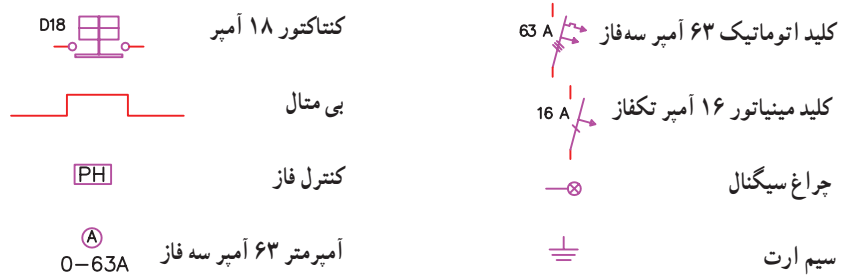 کلید اتوماتیک ۶۳ آمپر سه‌فاز
63 A
کلید مینیاتور ۱۶ آمپر تکفاز
16 A
چراغ سیگنال
سیم ارت
کنتاکتور ۱۸ آمپر
D18
بی متال
کنترل فاز
PH
آمپرمتر ۶۳ آمپر سه فاز
A
0-63A